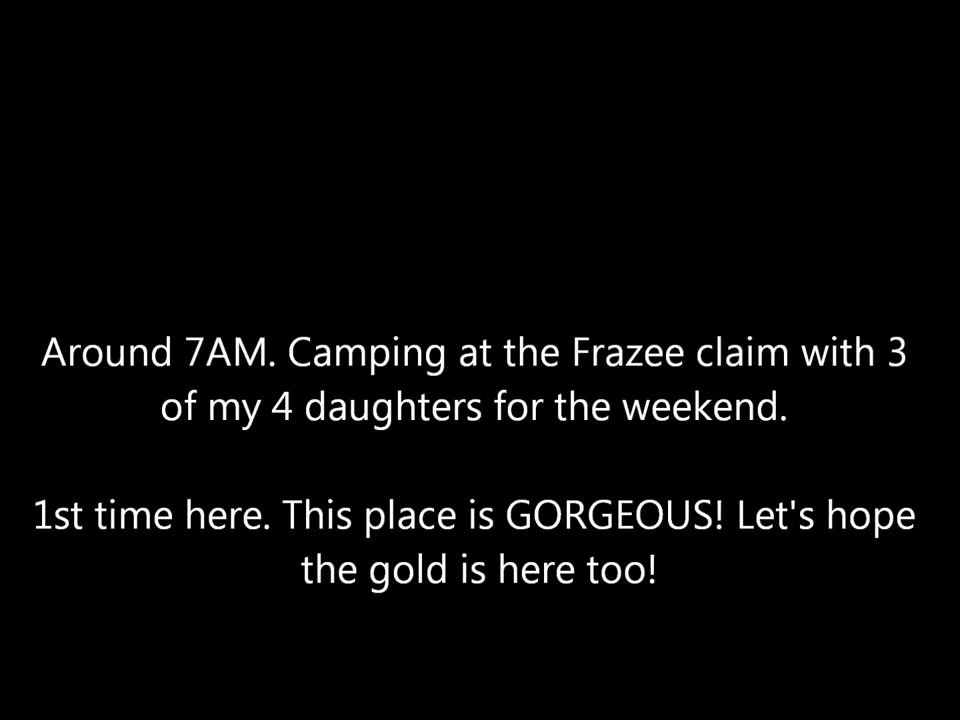 Around 7AM. Camping at the Frazee claim with 3
of my 4 daughters for the weekend.
1st time here. This place is GORGEOUS! Let's hope
the gold is here too!